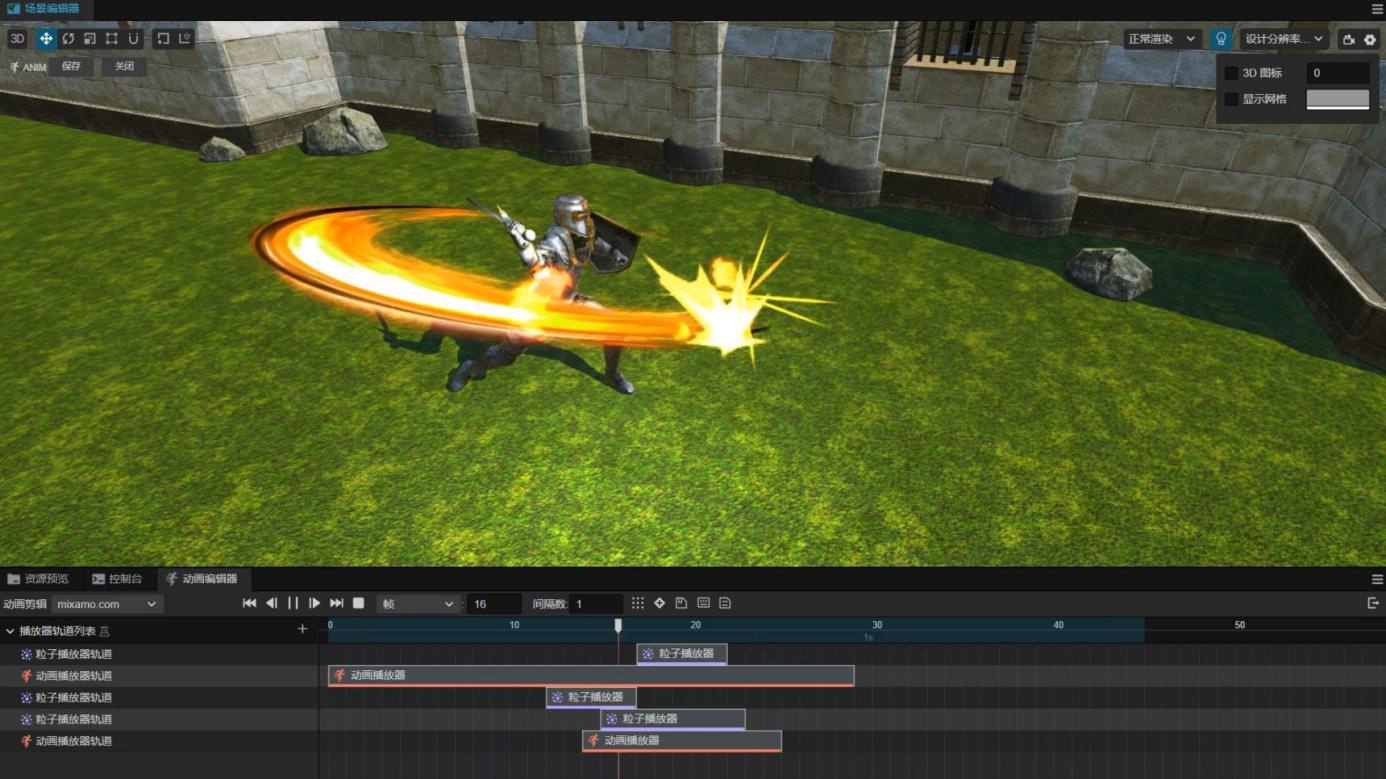 场景编辑器
3D
正常渲染
设计分辨率...
ANIM 保存 关闭
3D 图标 0
显示网格
资源预览 控制台 动画编辑器
动画剪辑 mixamo.com 帧 : 16 间隔数: 1
播放器轨道列表 + 0 10 20 30 40 50
1s
粒子播放器轨道 粒子播放器
动画播放器轨道 动画播放器
粒子播放器轨道 粒子播放器
粒子播放器轨道 粒子播放器
动画播放器轨道 动画播放器